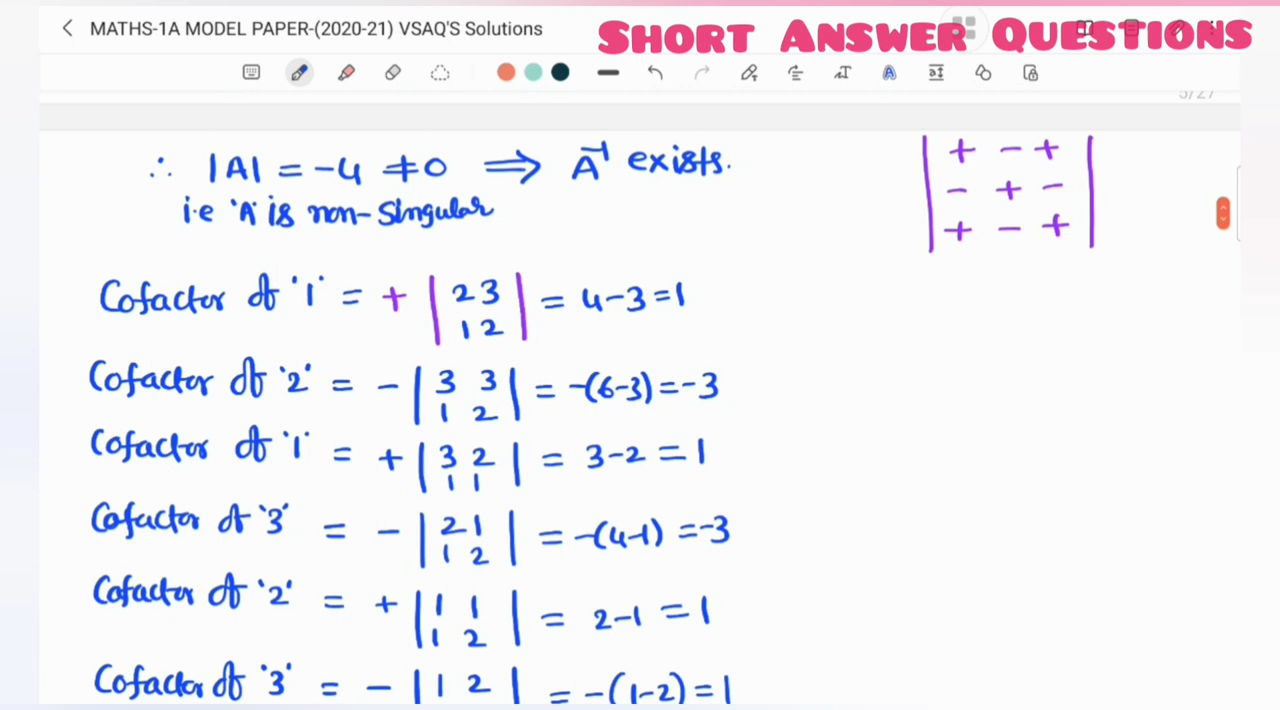 MATHS-1A MODEL PAPER-(2020-21) VSAQ'S Solutions
SHORT ANSWER QUESTIONS
5/27
∴ |A| = -4 ≠ 0 ⟹ A⁻¹ exists.
i.e 'A' is non-Singular
| + - + |
| - + - |
| + - + |
Cofactor of '1' = + | 2 3 | = 4-3 = 1
| 1 2 |
Cofactor of '2' = - | 3 3 | = -(6-3) = -3
| 1 2 |
Cofactor of '1' = + | 3 2 | = 3-2 = 1
| 1 1 |
Cofactor of '3' = - | 2 1 | = -(4-1) = -3
| 1 2 |
Cofactor of '2' = + | 1 1 | = 2-1 = 1
| 1 2 |
Cofactor of '3' = - | 1 2 | = -(1-2) = 1